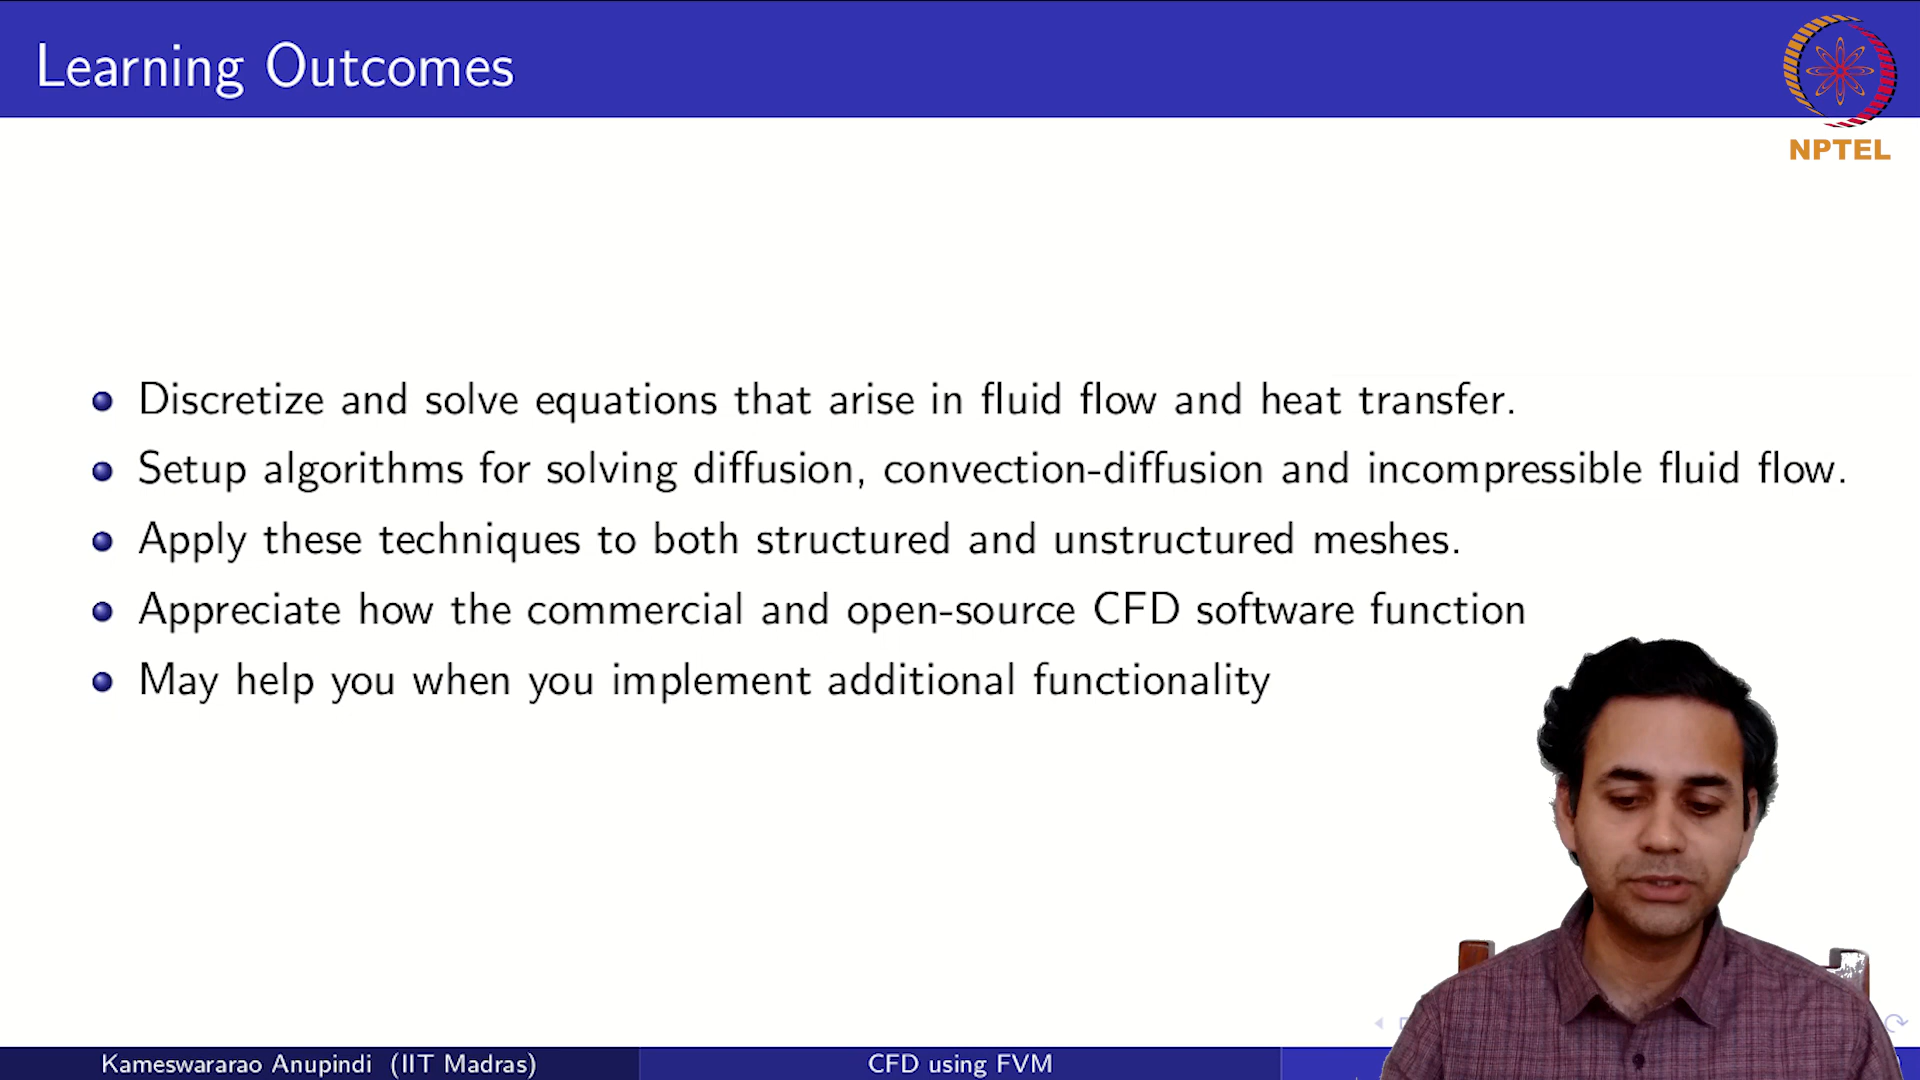 Learning Outcomes
NPTEL
Discretize and solve equations that arise in fluid flow and heat transfer.
Setup algorithms for solving diffusion, convection-diffusion and incompressible fluid flow.
Apply these techniques to both structured and unstructured meshes.
Appreciate how the commercial and open-source CFD software function
May help you when you implement additional functionality
Kameswararao Anupindi (IIT Madras)
CFD using FVM